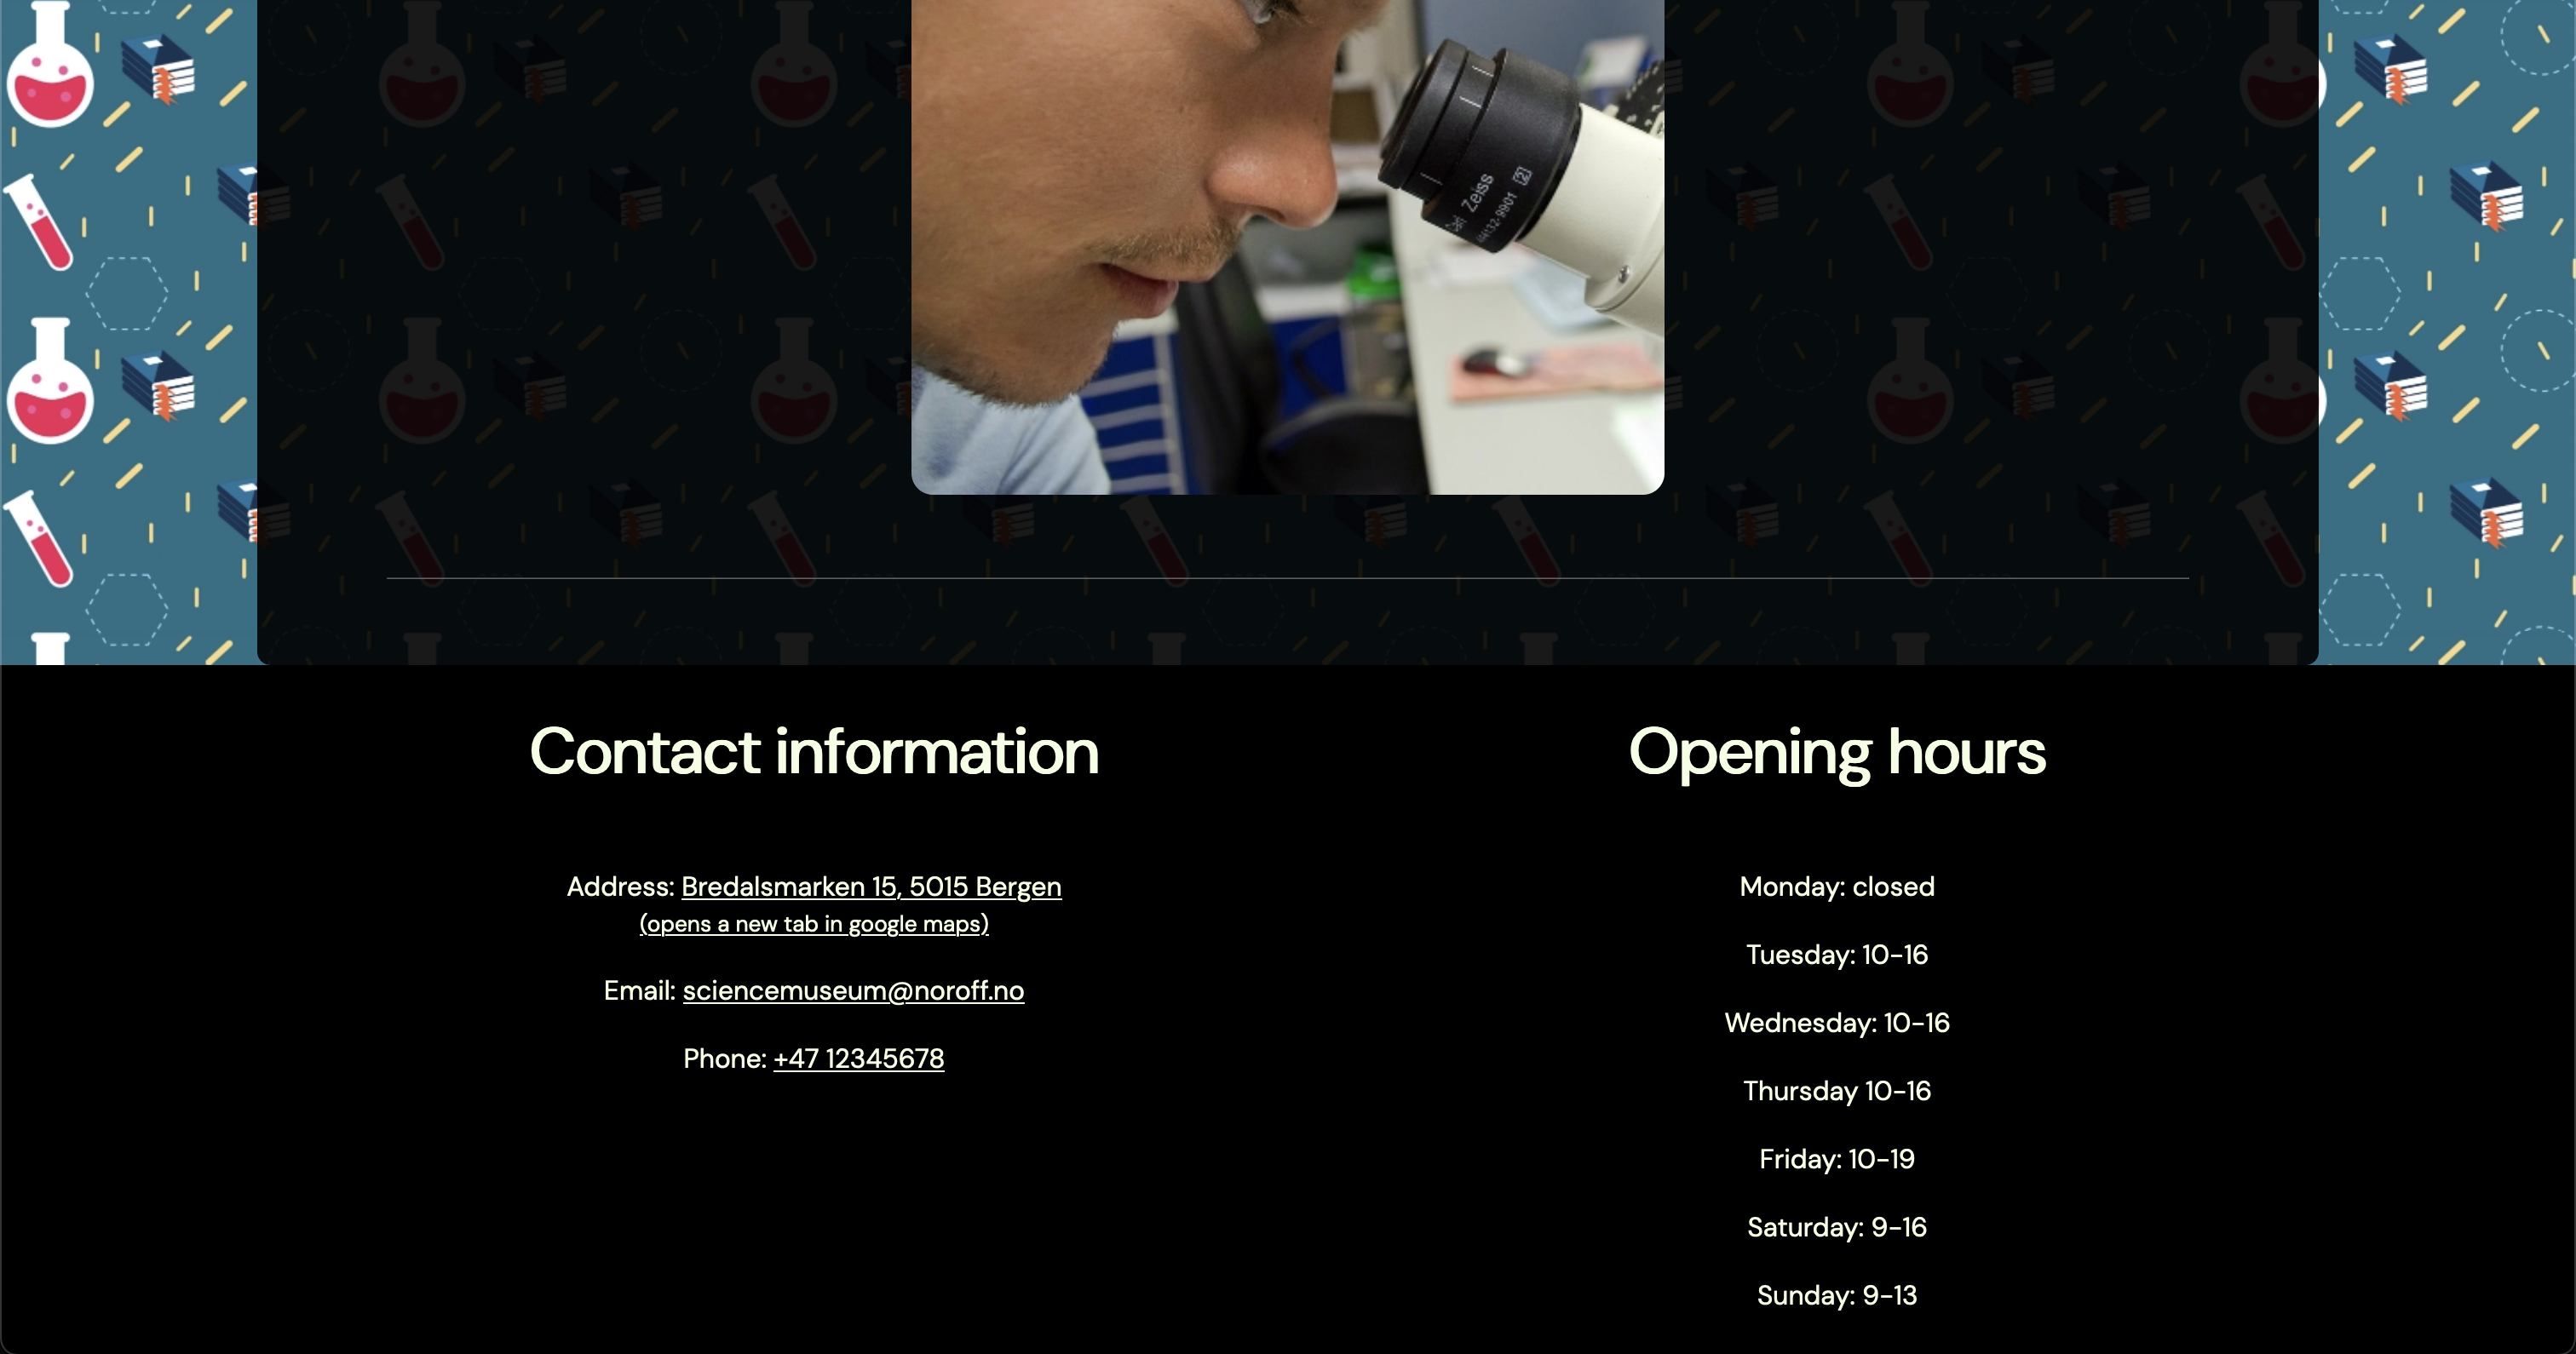 Zeiss
[2]
Contact information
Address: Bredalsmarken 15, 5015 Bergen
(opens a new tab in google maps)
Email: sciencemuseum@noroff.no
Phone: +47 12345678
Opening hours
Monday: closed
Tuesday: 10-16
Wednesday: 10-16
Thursday 10-16
Friday: 10-19
Saturday: 9-16
Sunday: 9-13